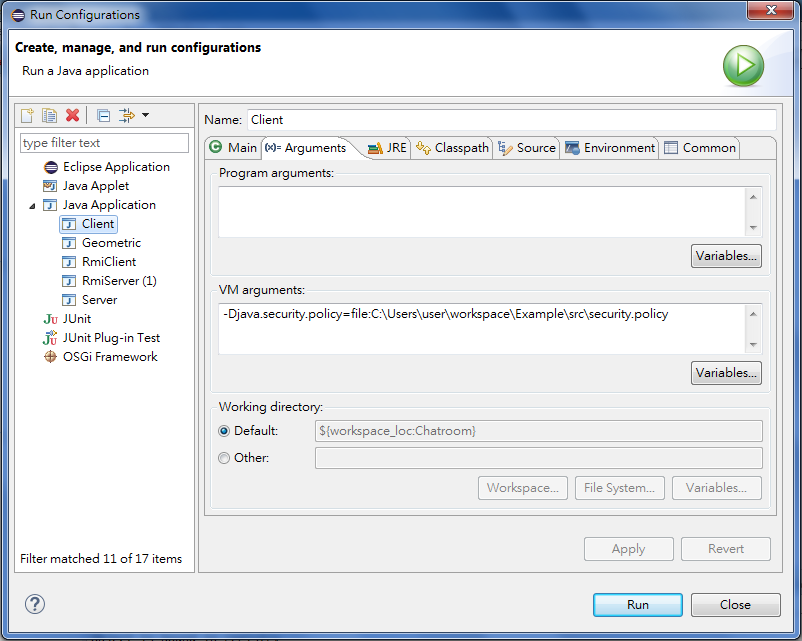 Run Configurations
Create, manage, and run configurations
Run a Java application
type filter text
Eclipse Application
Java Applet
Java Application
Client
Geometric
RmiClient
RmiServer (1)
Server
JUnit
JUnit Plug-in Test
OSGi Framework
Filter matched 11 of 17 items
Name: Client
Main (x)= Arguments JRE Classpath Source Environment Common
Program arguments:
Variables...
VM arguments:
-Djava.security.policy=file:C:\Users\user\workspace\Example\src\security.policy
Variables...
Working directory:
Default: ${workspace_loc:Chatroom}
Other:
Workspace... File System... Variables...
Apply Revert
Run Close